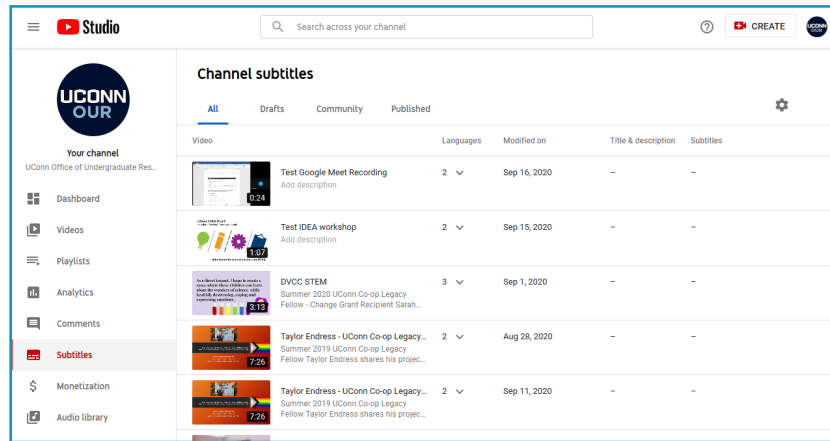 Studio
Search across your channel
CREATE
UCONN
OUR
UCONN
OUR
Your channel
UConn Office of Undergraduate Res...
Dashboard
Videos
Playlists
Analytics
Comments
Subtitles
Monetization
Audio library
Channel subtitles
All Drafts Community Published
Video Languages Modified on Title & description Subtitles
Test Google Meet Recording 2 Sep 16, 2020 – –
Add description
0:24
Test IDEA workshop 2 Sep 15, 2020 – –
Add description
1:07
DVCC STEM 3 Sep 1, 2020 – –
Summer 2020 UConn Co-op Legacy
Fellow - Change Grant Recipient Sarah...
3:13
Taylor Endress - UConn Co-op Legacy... 2 Aug 28, 2020 – –
Summer 2019 UConn Co-op Legacy
Fellow Taylor Endress shares his projec...
7:26
Taylor Endress - UConn Co-op Legacy... 2 Sep 11, 2020 – –
Summer 2019 UConn Co-op Legacy
Fellow Taylor Endress shares his projec...
7:26